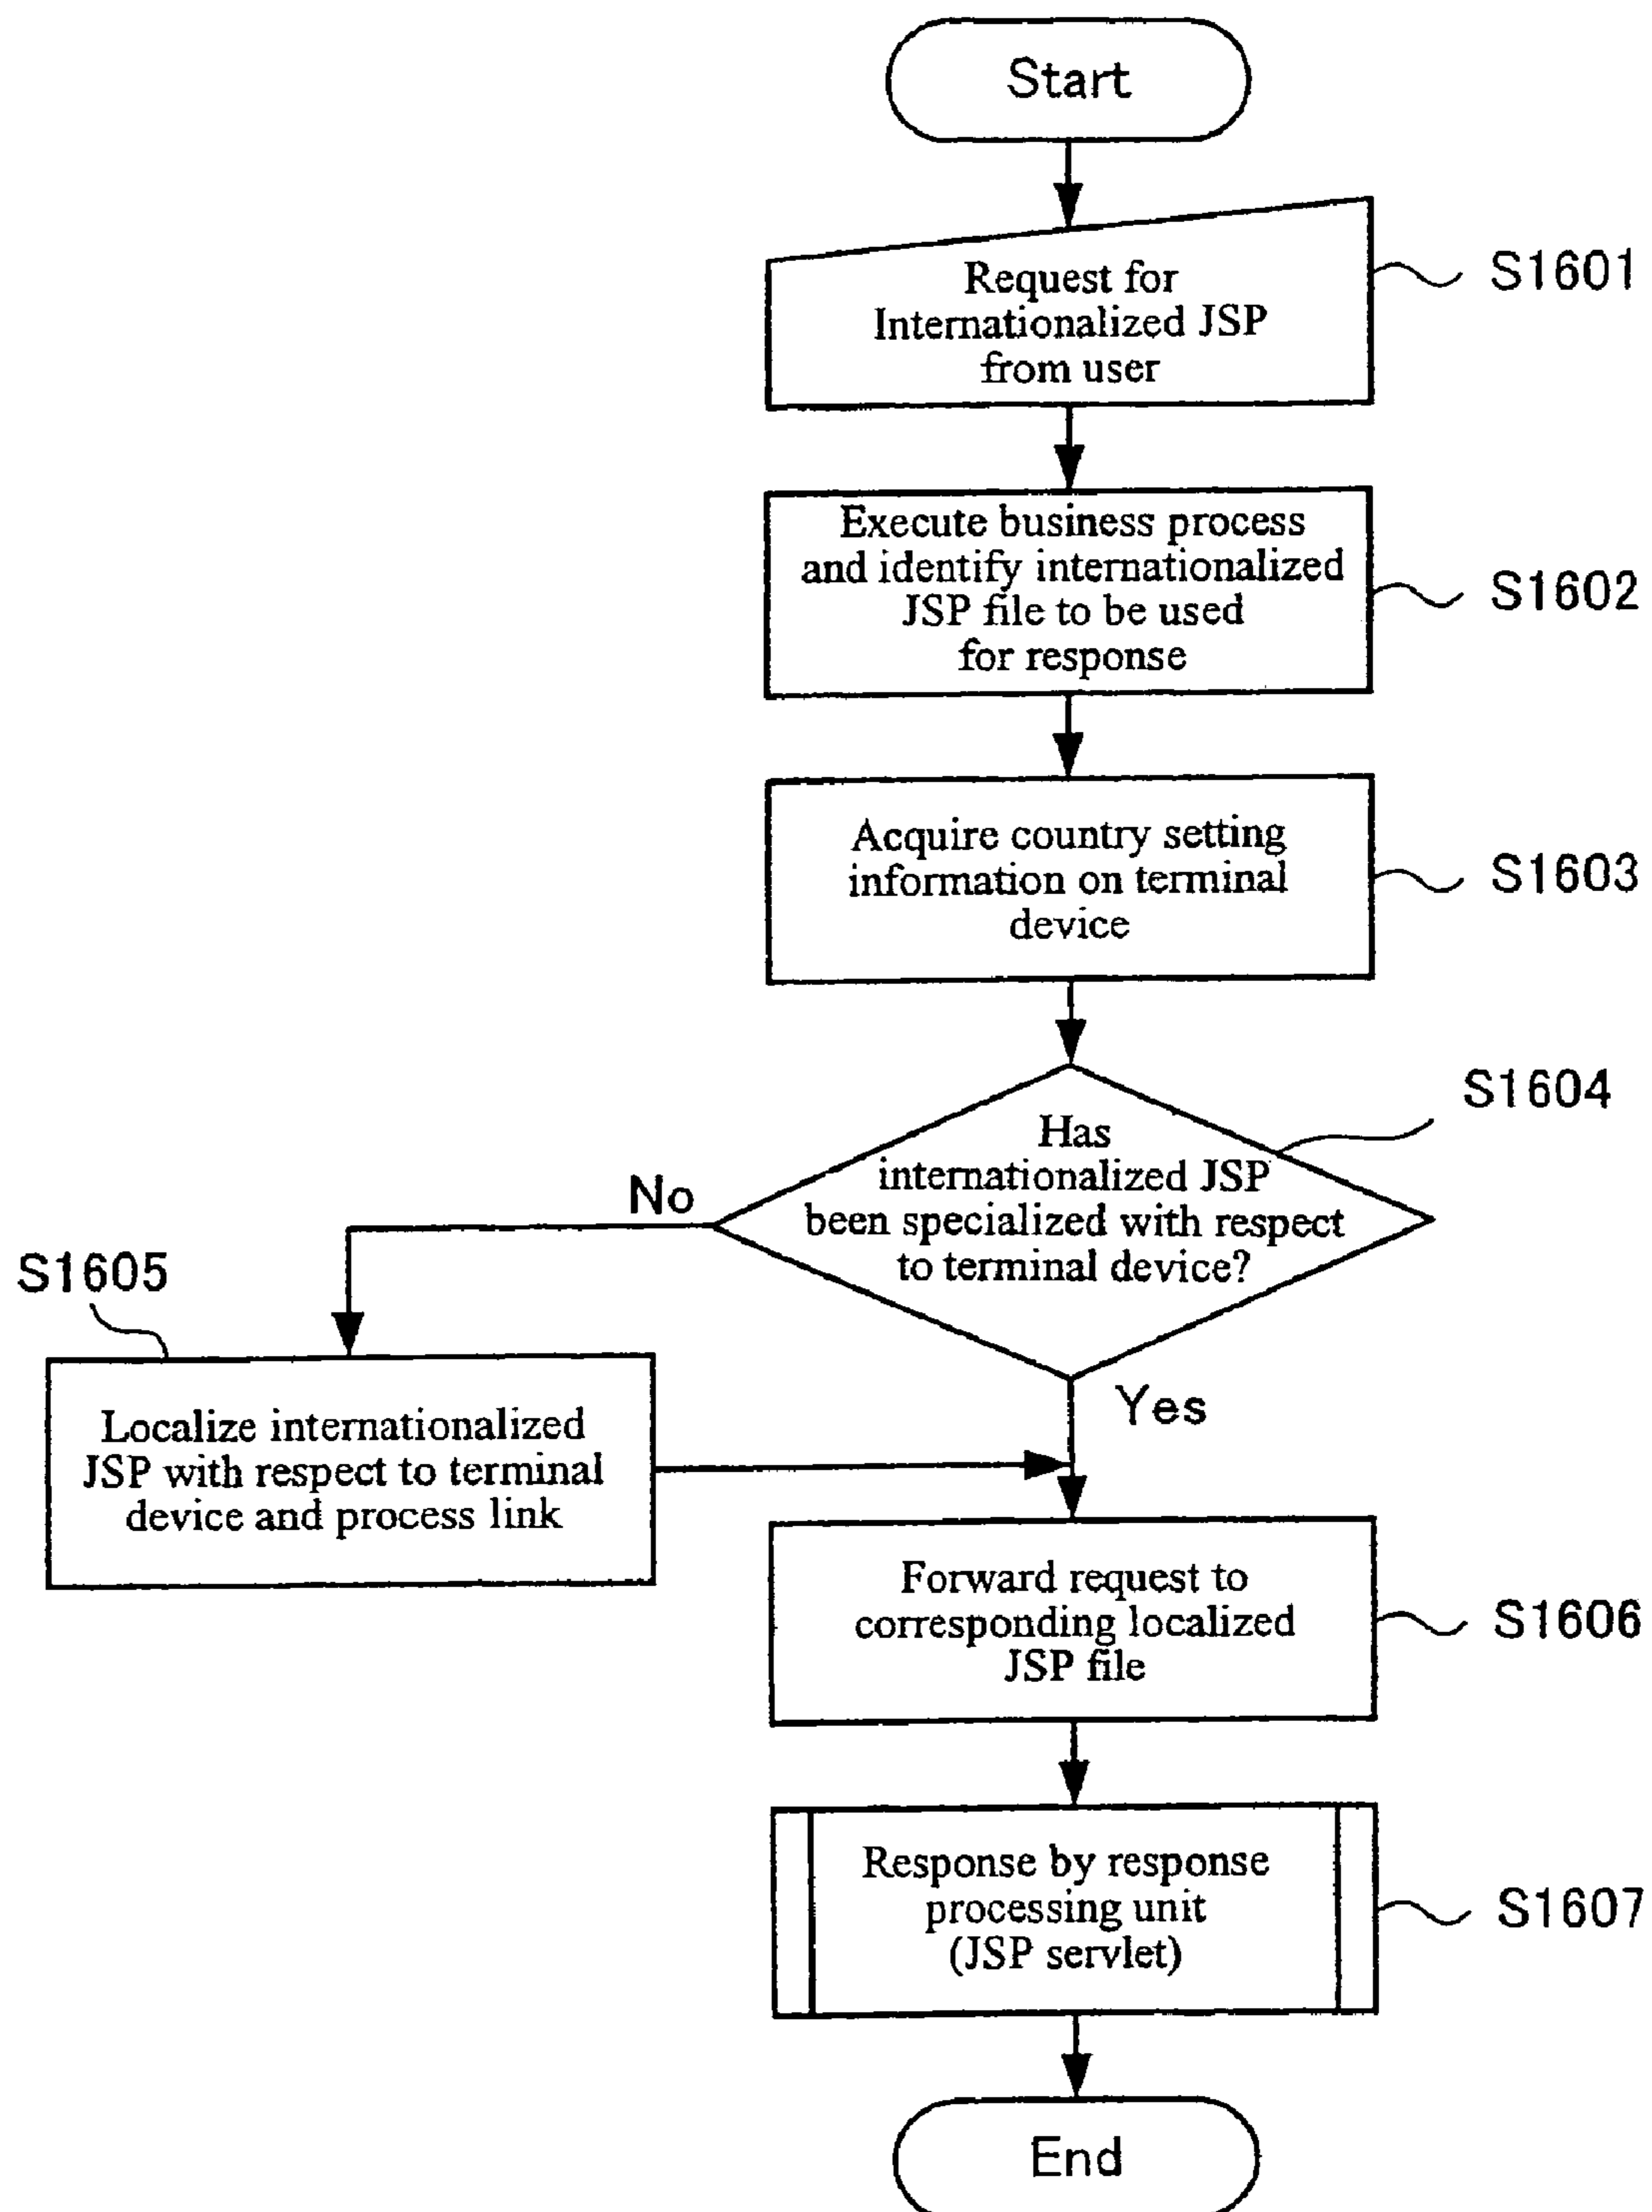 Start
Request for
Internationalized JSP
from user
S1601
Execute business process
and identify internationalized
JSP file to be used
for response
S1602
Acquire country setting
information on terminal
device
S1603
Has
internationalized JSP
been specialized with respect
to terminal device?
S1604
No
Yes
S1605
Localize internationalized
JSP with respect to terminal
device and process link
Forward request to
corresponding localized
JSP file
S1606
Response by response
processing unit
(JSP servlet)
S1607
End